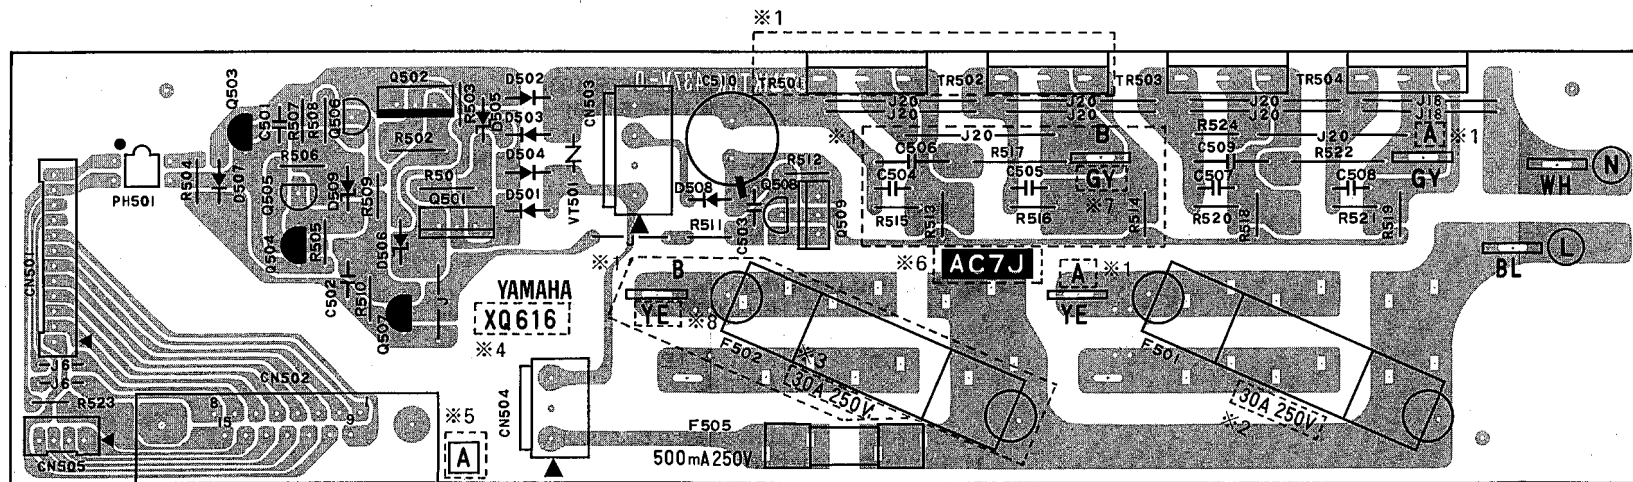 ※1
Q503
C501
R507
R508
Q506
Q502
R503
D505
D502
D503
D504
D501
R502
R506
R50
Q501
VT501
CN503
C510
TR501
TR502
TR503
TR504
J20
J20
J20
J20
J20
J20
J18
J18
※1
J20
B
R524
J20
A
※1
C506
R517
C509
R522
PH501
R504
D507
Q505
D509
R509
D508
R512
Q508
Q509
C504
C505
GY
C507
C508
GY
WH
N
R511
C503
R515
R513
R516
※7
R514
R520
R518
R521
R519
Q504
R505
D506
J
※1
B
※6
AC7J
A
※1
BL
L
CN501
C502
R510
Q507
J
YAMAHA
XQ616
YE
※8
YE
※4
F502
※3
F501
30A 250V
30A 250V
※2
J6
J6
CN502
R523
8
1
15
9
※5
A
CN504
F505
500mA250V
CN505